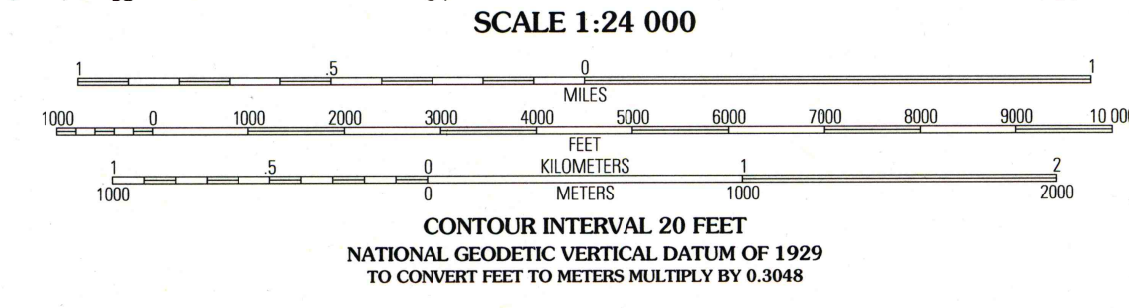 SCALE 1:24 000
1 .5 0 1
MILES
1000 0 1000 2000 3000 4000 5000 6000 7000 8000 9000
FEET
1 .5 0 KILOMETERS 1 2
1000 0 METERS 1000 2000
CONTOUR INTERVAL 20 FEET
NATIONAL GEODETIC VERTICAL DATUM OF 1929
TO CONVERT FEET TO METERS MULTIPLY BY 0.3048